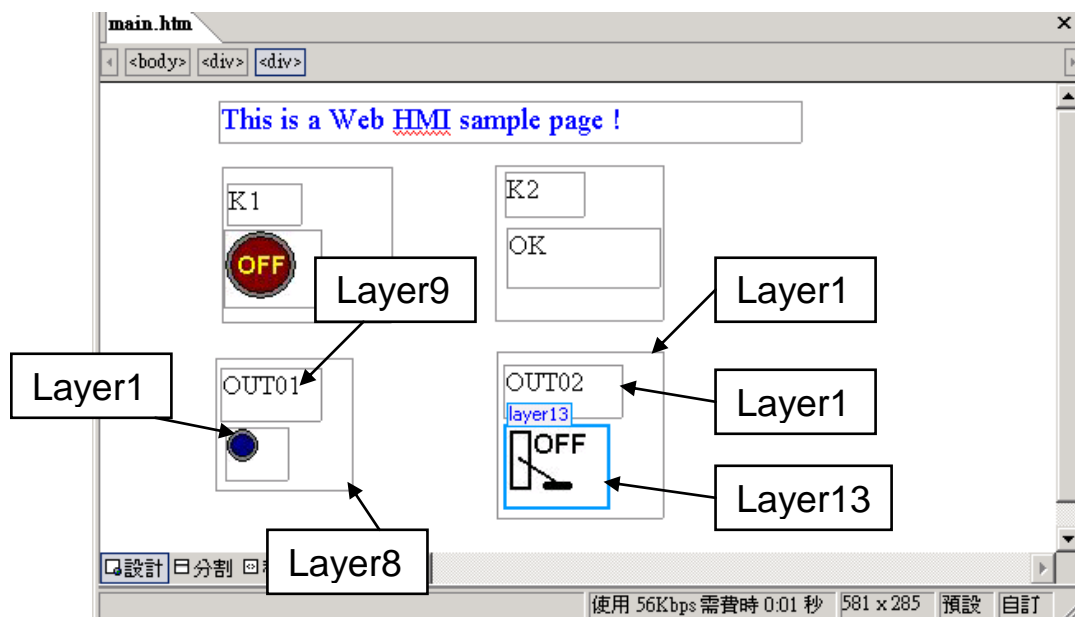 main.htm
<body> <div> <div>
This is a Web HMI sample page !
K1
K2
OFF
OK
Layer9
Layer1
Layer1
OUT01
OUT02
layer13
OFF
Layer1
Layer13
Layer8
設計 分割
使用 56Kbps 需費時 0:01 秒 581 x 285 預設 自訂